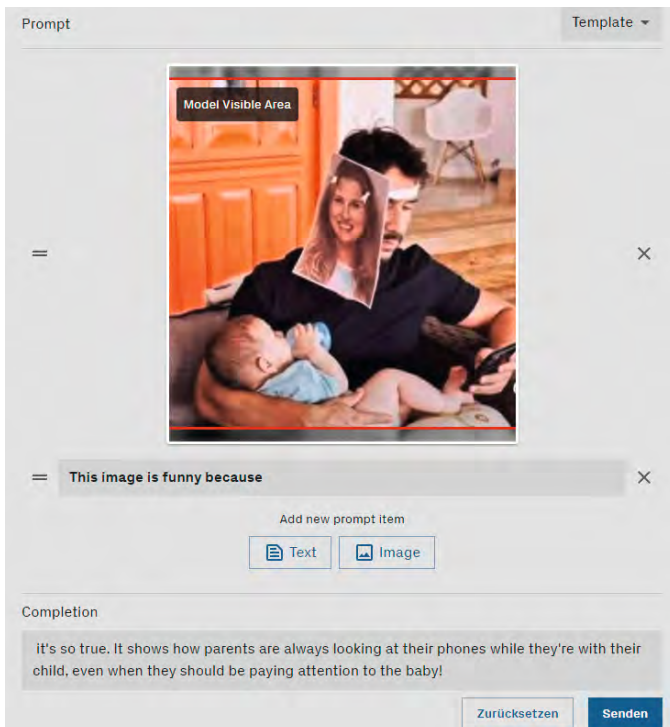 Prompt
Template
Model Visible Area
This image is funny because
Add new prompt item
Text
Image
Completion
it's so true. It shows how parents are always looking at their phones while they're with their
child, even when they should be paying attention to the baby!
Zurücksetzen
Senden